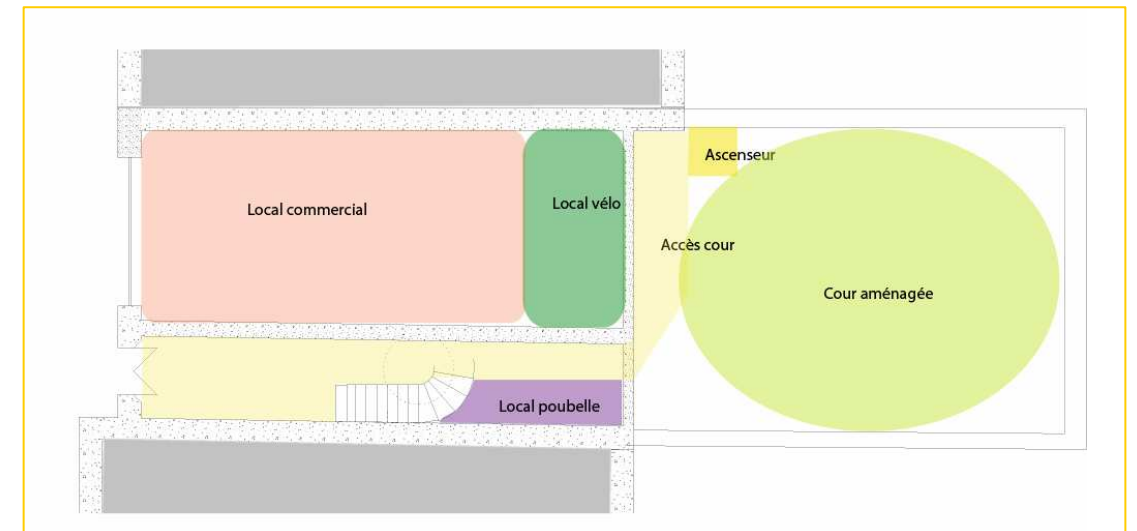 Ascenseur
Local commercial
Local vélo
Accès cour
Cour aménagée
Local poubelle